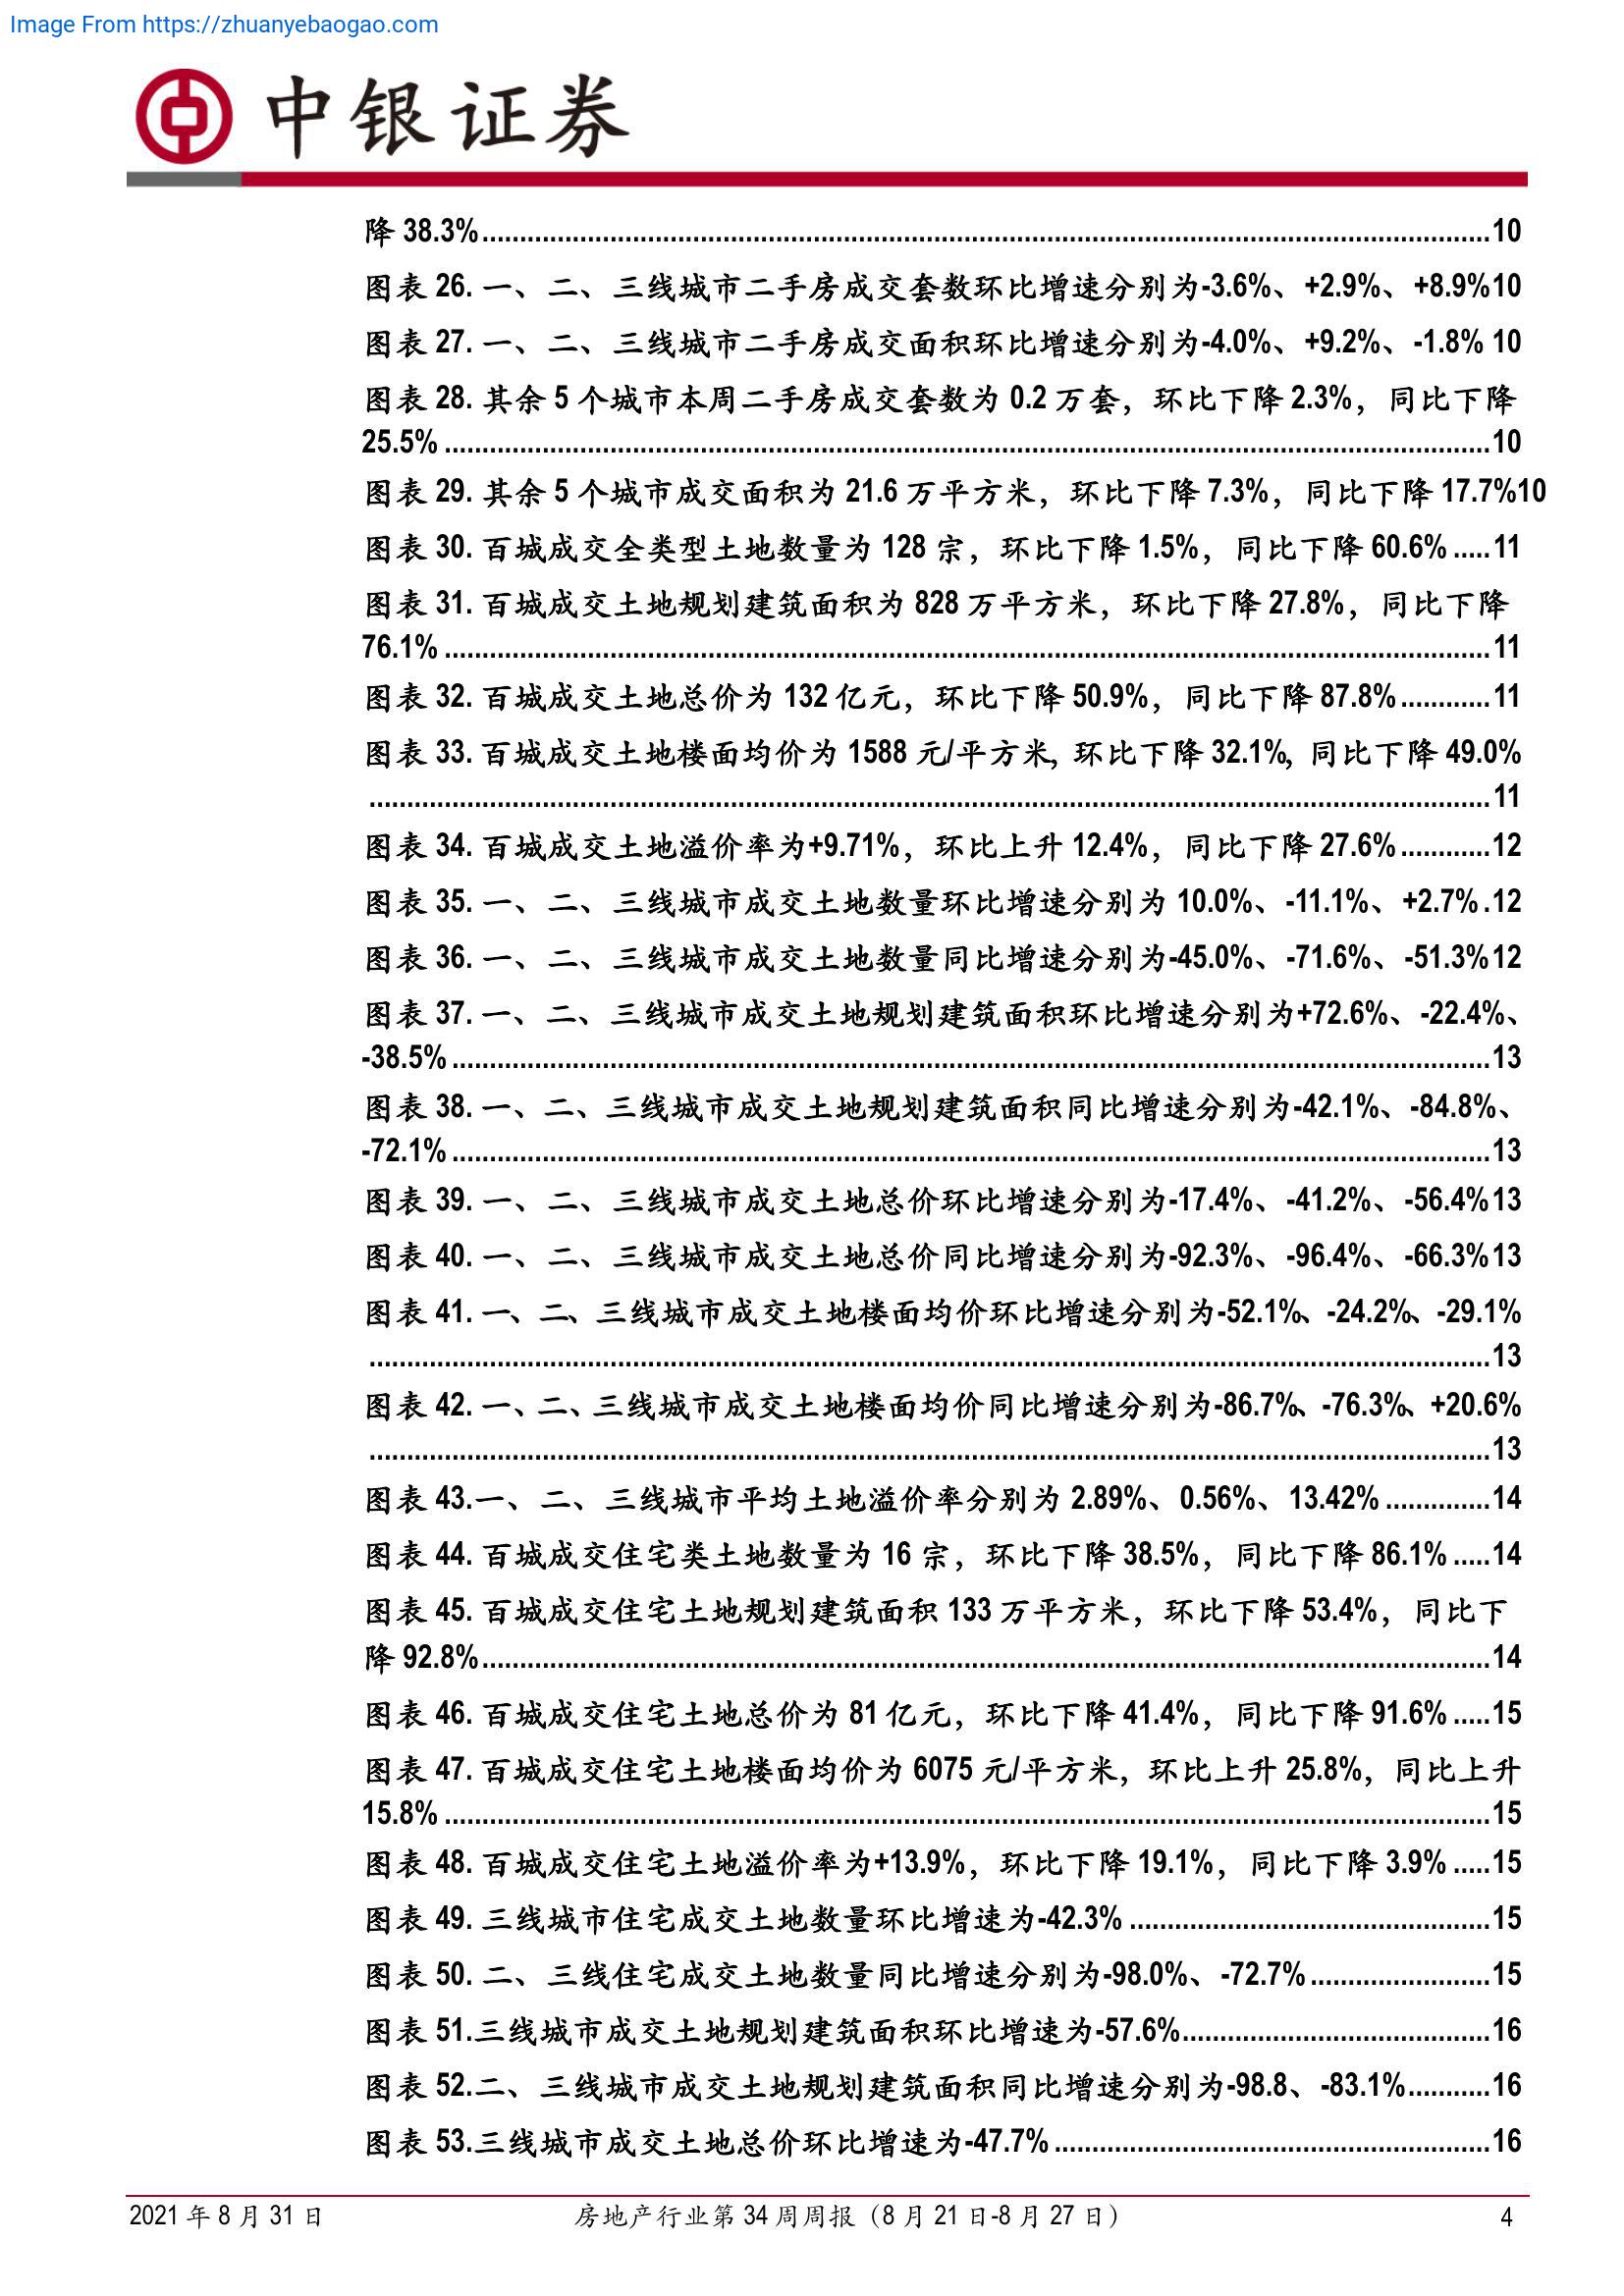 Image From https://zhuanyebaogao.com
中银证券
降 38.3%..........10
图表 26. 一、二、三线城市二手房成交套数环比增速分别为-3.6%、+2.9%、+8.9%10
图表 27. 一、二、三线城市二手房成交面积环比增速分别为-4.0%、+9.2%、-1.8% 10
图表 28. 其余 5 个城市本周二手房成交套数为 0.2 万套，环比下降 2.3%，同比下降
25.5%..........10
图表 29. 其余 5 个城市成交面积为 21.6 万平方米，环比下降 7.3%，同比下降 17.7%10
图表 30. 百城成交全类型土地数量为 128 宗，环比下降 1.5%，同比下降 60.6%.....11
图表 31. 百城成交土地规划建筑面积为 828 万平方米，环比下降 27.8%，同比下降
76.1%..........11
图表 32. 百城成交土地总价为 132 亿元，环比下降 50.9%，同比下降 87.8%............11
图表 33. 百城成交土地楼面均价为 1588 元/平方米，环比下降 32.1%，同比下降 49.0%
..........11
图表 34. 百城成交土地溢价率为+9.71%，环比上升 12.4%，同比下降 27.6%............12
图表 35. 一、二、三线城市成交土地数量环比增速分别为 10.0%、-11.1%、+2.7%.12
图表 36. 一、二、三线城市成交土地数量同比增速分别为-45.0%、-71.6%、-51.3%12
图表 37. 一、二、三线城市成交土地规划建筑面积环比增速分别为+72.6%、-22.4%、
-38.5%..........13
图表 38. 一、二、三线城市成交土地规划建筑面积同比增速分别为-42.1%、-84.8%、
-72.1%..........13
图表 39. 一、二、三线城市成交土地总价环比增速分别为-17.4%、-41.2%、-56.4%13
图表 40. 一、二、三线城市成交土地总价同比增速分别为-92.3%、-96.4%、-66.3%13
图表 41. 一、二、三线城市成交土地楼面均价环比增速分别为-52.1%、-24.2%、-29.1%
..........13
图表 42. 一、二、三线城市成交土地楼面均价同比增速分别为-86.7%、-76.3%、+20.6%
..........13
图表 43.一、二、三线城市平均土地溢价率分别为 2.89%、0.56%、13.42%..............14
图表 44. 百城成交住宅类土地数量为 16 宗，环比下降 38.5%，同比下降 86.1%.....14
图表 45. 百城成交住宅土地规划建筑面积 133 万平方米，环比下降 53.4%，同比下
降 92.8%..........14
图表 46. 百城成交住宅土地总价为 81 亿元，环比下降 41.4%，同比下降 91.6%.....15
图表 47. 百城成交住宅土地楼面均价为 6075 元/平方米，环比上升 25.8%，同比上升
15.8%..........15
图表 48. 百城成交住宅土地溢价率为+13.9%，环比下降 19.1%，同比下降 3.9%.....15
图表 49. 三线城市住宅成交土地数量环比增速为-42.3%..........15
图表 50. 二、三线住宅成交土地数量同比增速分别为-98.0%、-72.7%..........15
图表 51.三线城市成交土地规划建筑面积环比增速为-57.6%..........16
图表 52.二、三线城市成交土地规划建筑面积同比增速分别为-98.8、-83.1%...........16
图表 53.三线城市成交土地总价环比增速为-47.7%..........16
2021 年 8 月 31 日 房地产行业第 34 周周报（8 月 21 日-8 月 27 日） 4